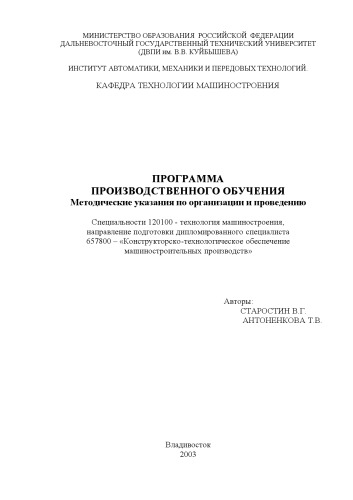 МИНИСТЕРСТВО ОБРАЗОВАНИЯ РОССИЙСКОЙ ФЕДЕРАЦИИ
ДАЛЬНЕВОСТОЧНЫЙ ГОСУДАРСТВЕННЫЙ ТЕХНИЧЕСКИЙ УНИВЕРСИТЕТ
(ДВПИ им. В.В. КУЙБЫШЕВА)
ИНСТИТУТ АВТОМАТИКИ, МЕХАНИКИ И ПЕРЕДОВЫХ ТЕХНОЛОГИЙ.
КАФЕДРА ТЕХНОЛОГИИ МАШИНОСТРОЕНИЯ
ПРОГРАММА
ПРОИЗВОДСТВЕННОГО ОБУЧЕНИЯ
Методические указания по организации и проведению
Специальности 120100 - технология машиностроения,
направление подготовки дипломированного специалиста
657800 – «Конструкторско-технологическое обеспечение
машиностроительных производств»
Авторы:
СТАРОСТИН В.Г.
АНТОНЕНКОВА Т.В.
Владивосток
2003